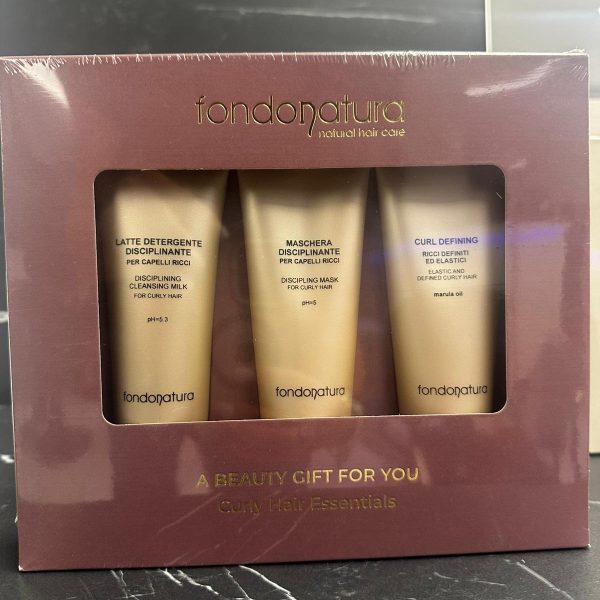 fondonatura
natural hair care
LATTE DETERGENTE
DISCIPLINANTE
PER CAPELLI RICCI
DISCIPLINING
CLEANSING MILK
FOR CURLY HAIR
pH=5.3
fondonatura
MASCHERA
DISCIPLINANTE
PER CAPELLI RICCI
DISCIPLING MASK
FOR CURLY HAIR
pH=5
fondonatura
CURL DEFINING
RICCI DEFINITI
ED ELASTICI
ELASTIC AND
DEFINED CURLY HAIR
marula oil
fondonatura
A BEAUTY GIFT FOR YOU
Curly Hair Essentials